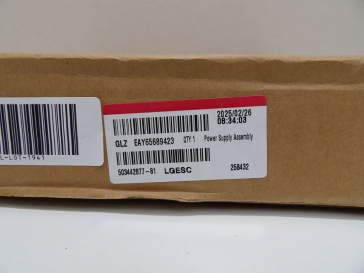 2025/02/26
08:34:03
GLZ EAY65689423 QTY 1 Power Supply Assembly
503442877-91 LGESC 258432
L-LOT-1941